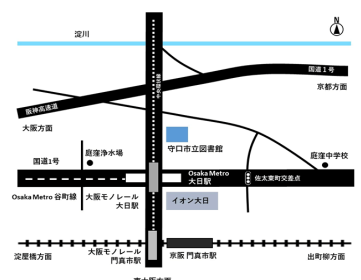 淀川
N
国道1号
京都方面
阪神高速道
大阪方面
守口市立図書館
庭窪浄水場
庭窪中学校
国道1号
Osaka Metro
大日駅
佐太東町交差点
Osaka Metro 谷町線
大阪モノレール
大日駅
イオン大日
淀屋橋方面
大阪モノレール
門真市駅
京阪 門真市駅
出町柳方面